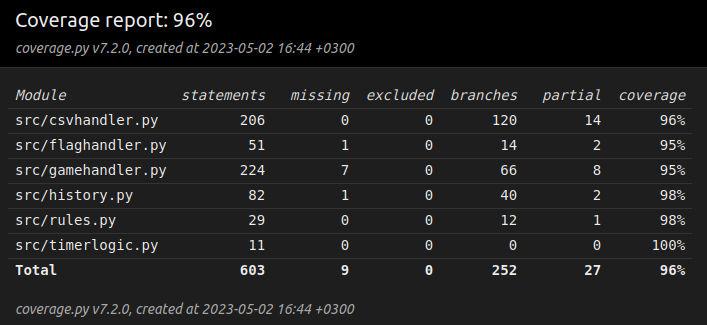 Coverage report: 96%
coverage.py v7.2.0, created at 2023-05-02 16:44 +0300
Module statements missing excluded branches partial coverage
src/csvhandler.py 206 0 0 120 14 96%
src/flaghandler.py 51 1 0 14 2 95%
src/gamehandler.py 224 7 0 66 8 95%
src/history.py 82 1 0 40 2 98%
src/rules.py 29 0 0 12 1 98%
src/timerlogic.py 11 0 0 0 0 100%
Total 603 9 0 252 27 96%
coverage.py v7.2.0, created at 2023-05-02 16:44 +0300